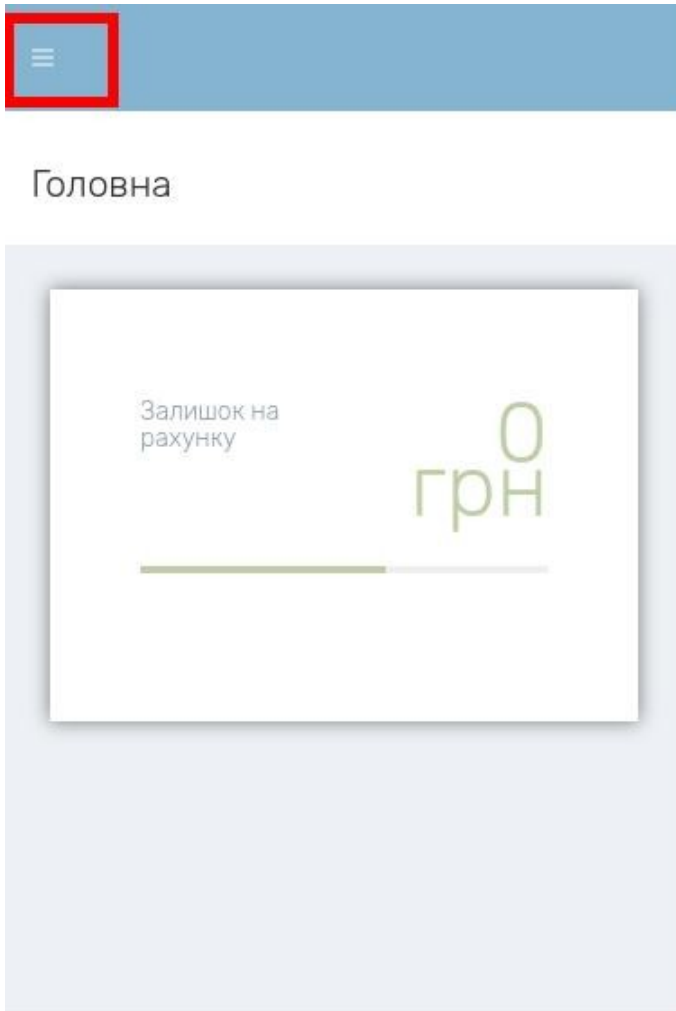 Головна
Залишок на
рахунку
0
грн